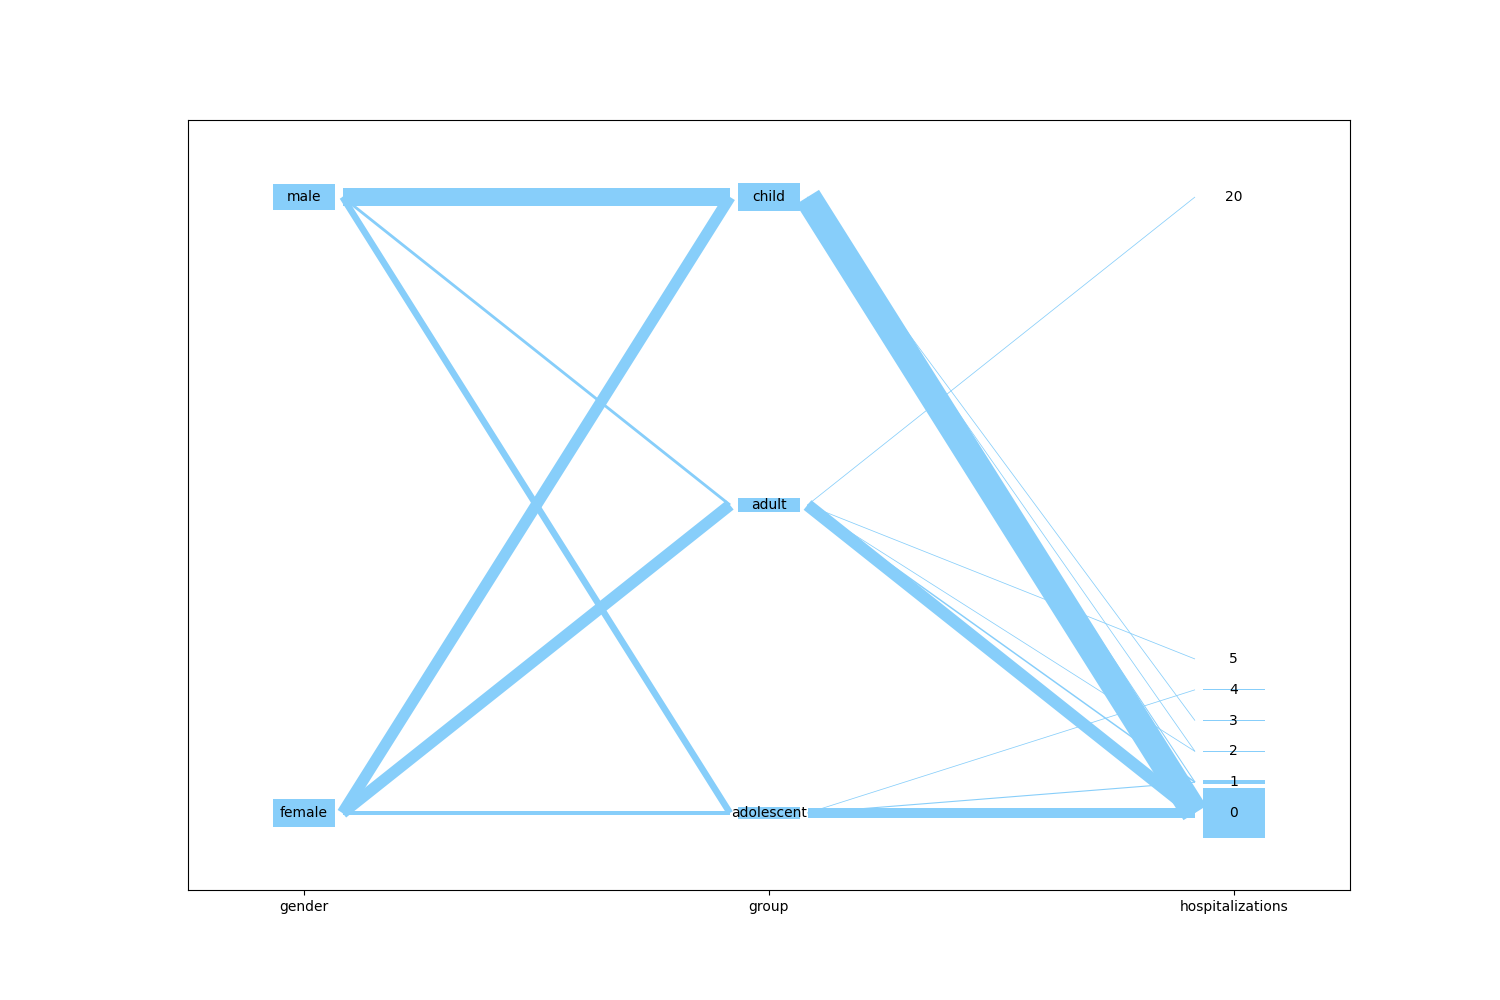 male
child
20
adult
5
4
3
2
1
female
adolescent
0
gender
group
hospitalizations